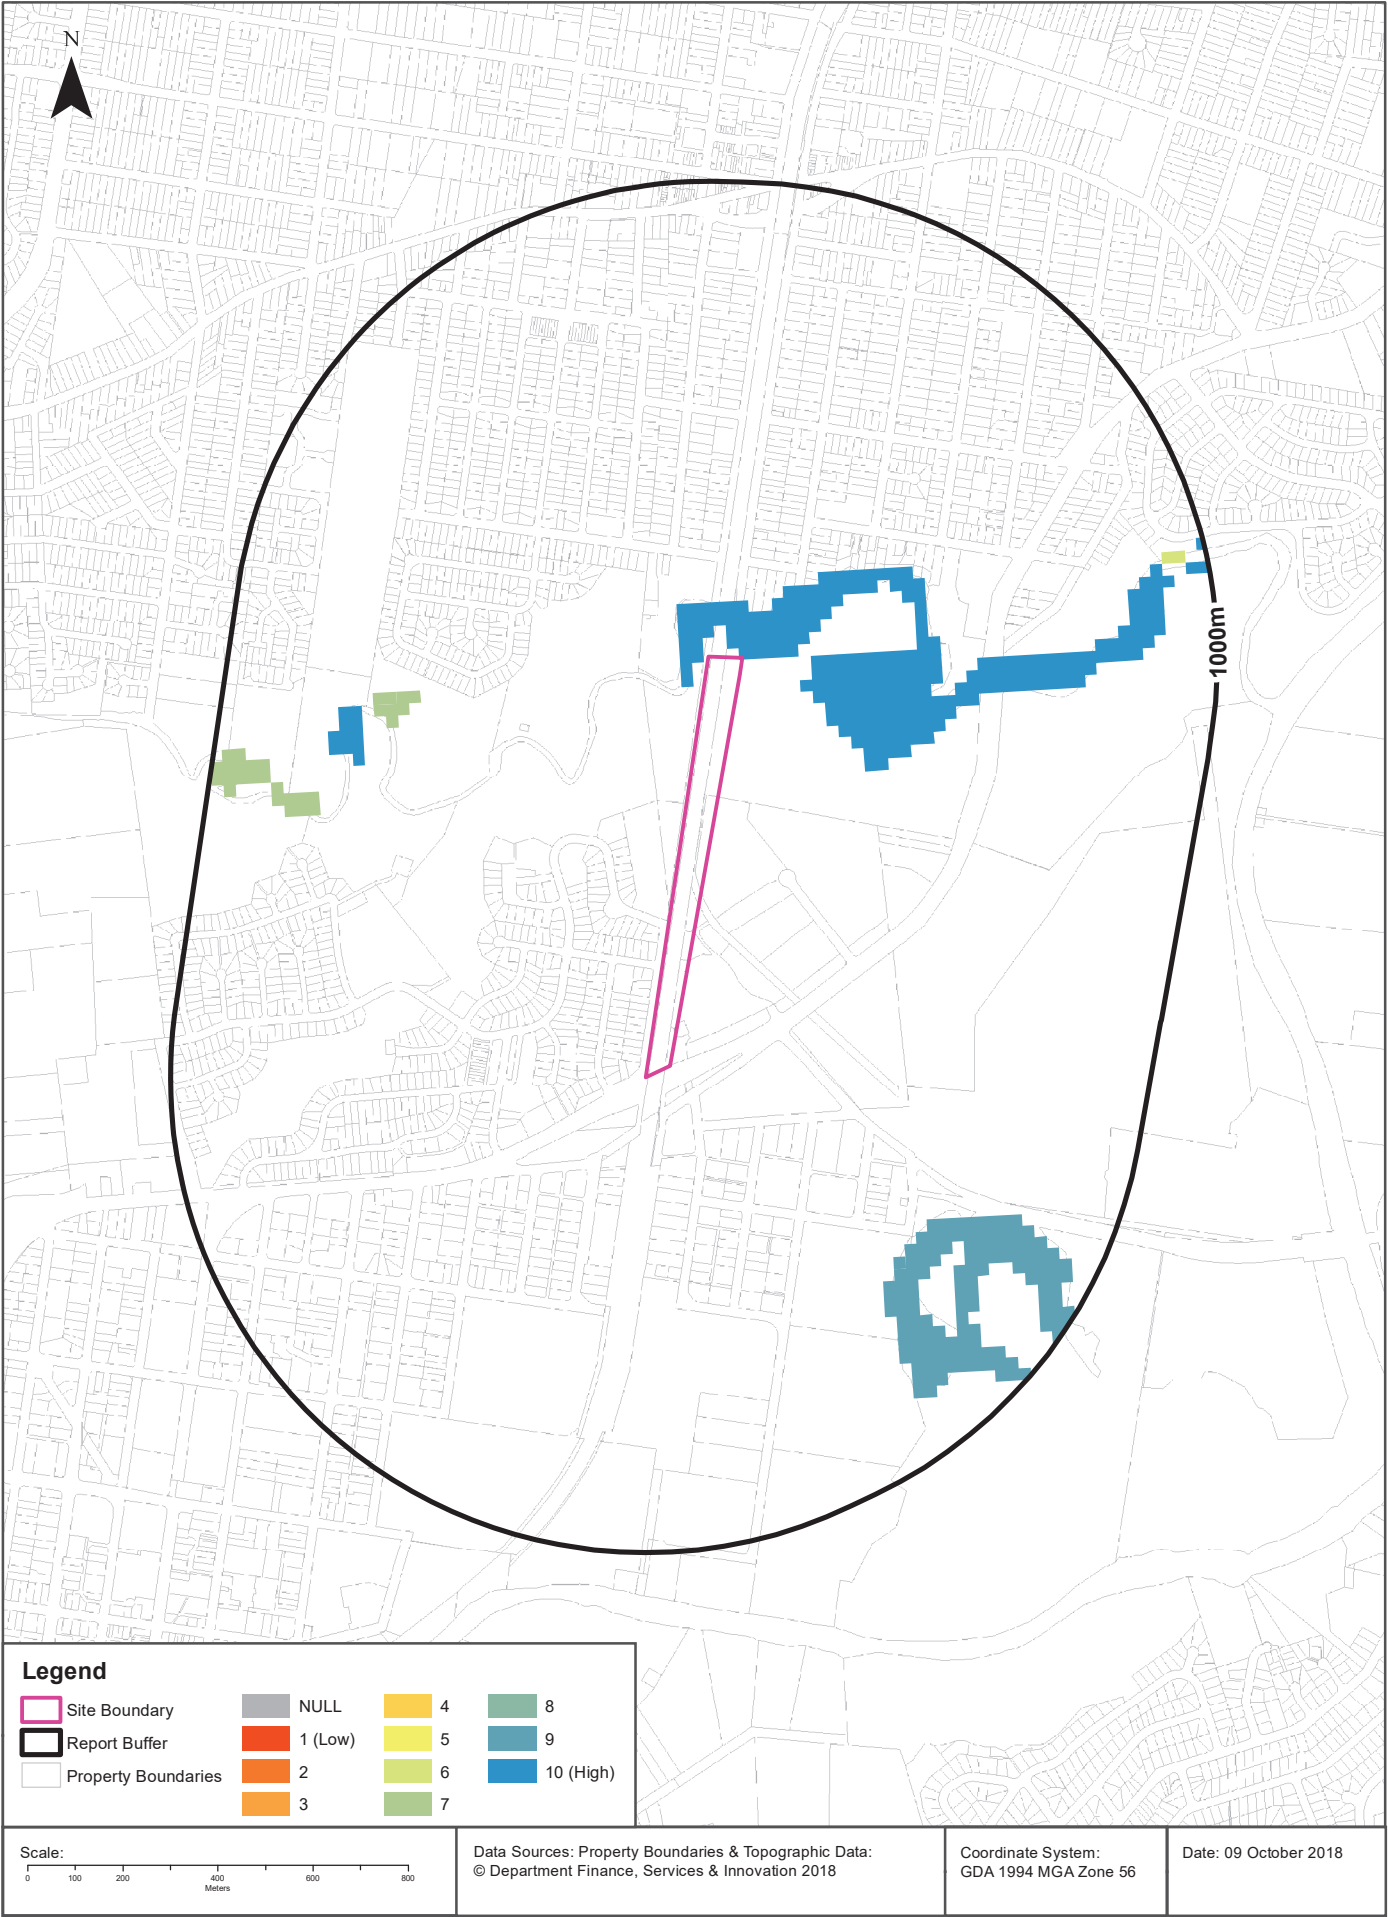 N
1000m
Legend
Site Boundary
Report Buffer
Property Boundaries
NULL
1 (Low)
2
3
4
5
6
7
8
9
10 (High)
Scale:
0 100 200 400 600 800
Meters
Data Sources: Property Boundaries & Topographic Data:
© Department Finance, Services & Innovation 2018
Coordinate System:
GDA 1994 MGA Zone 56
Date: 09 October 2018